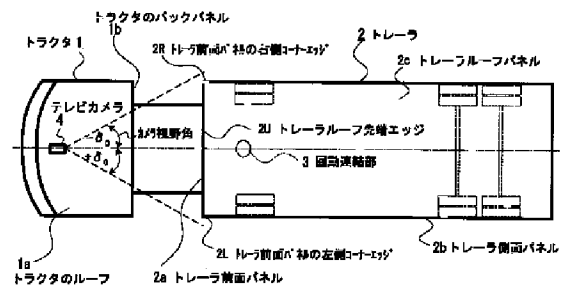 トラクタのバックパネル
1b
トラクタ1
2R トレーラ前面パネルの右側コーナーエッジ
2 トレーラ
2c トレーラルーフパネル
テレビカメラ
4
-θ₀
カメラ視野角
+θ₀
2U トレーラルーフ先端エッジ
3 回動連結部
1a
トラクタのルーフ
2L トレーラ前面パネルの左側コーナーエッジ
2a トレーラ前面パネル
2b トレーラ側面パネル